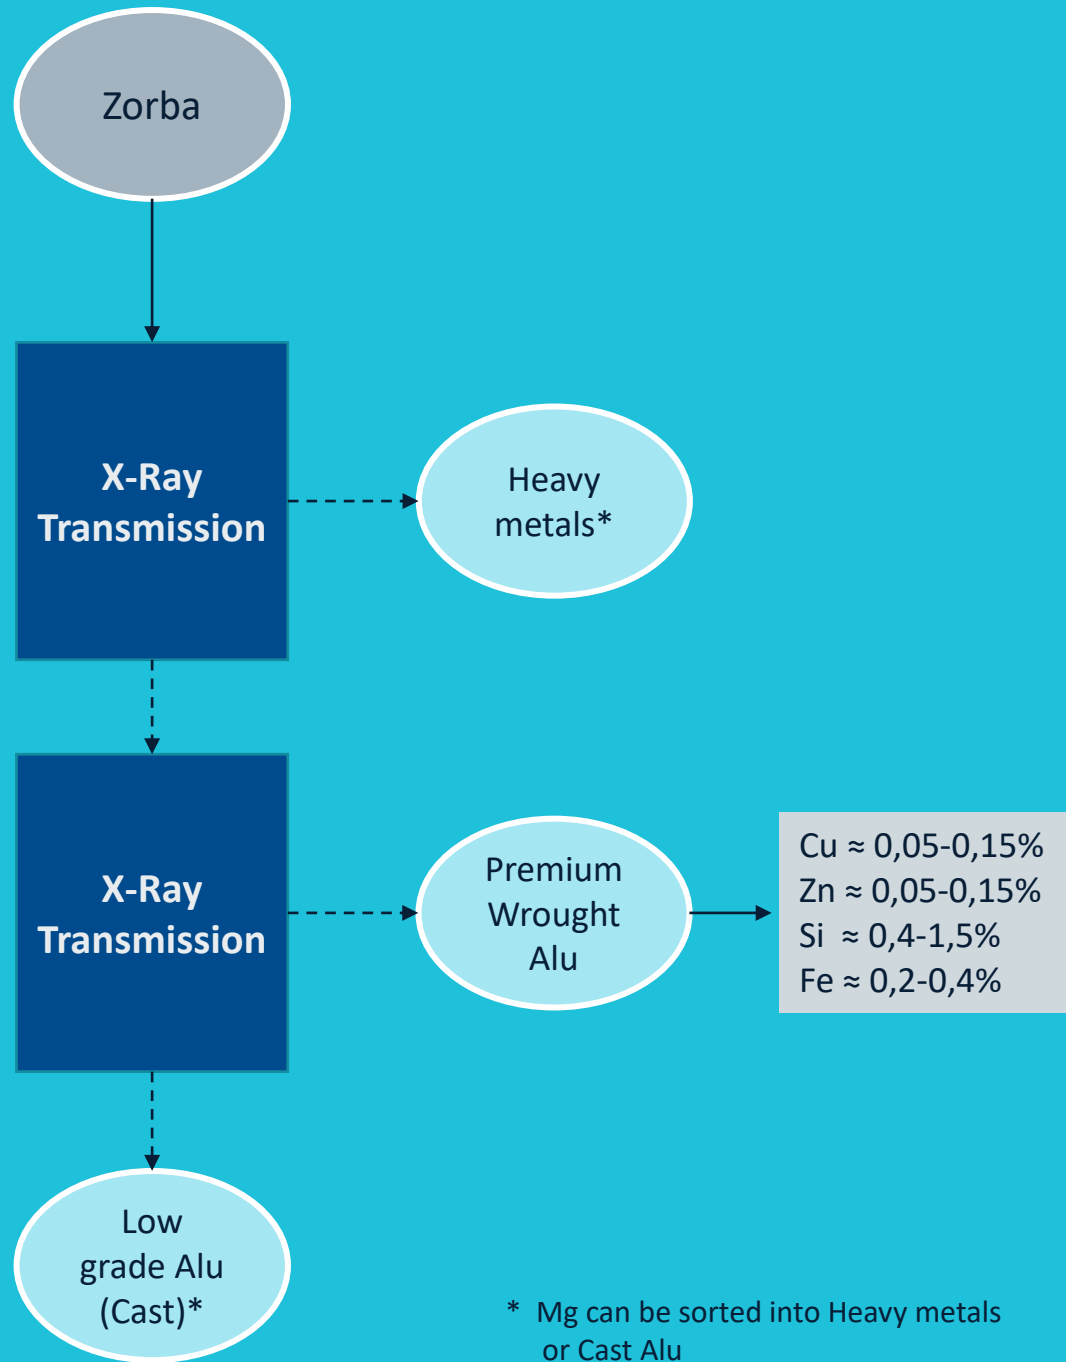 Zorba
X-Ray
Transmission
Heavy
metals*
X-Ray
Transmission
Premium
Wrought
Alu
Cu ≈ 0,05-0,15%
Zn ≈ 0,05-0,15%
Si ≈ 0,4-1,5%
Fe ≈ 0,2-0,4%
Low
grade Alu
(Cast)*
* Mg can be sorted into Heavy metals
or Cast Alu